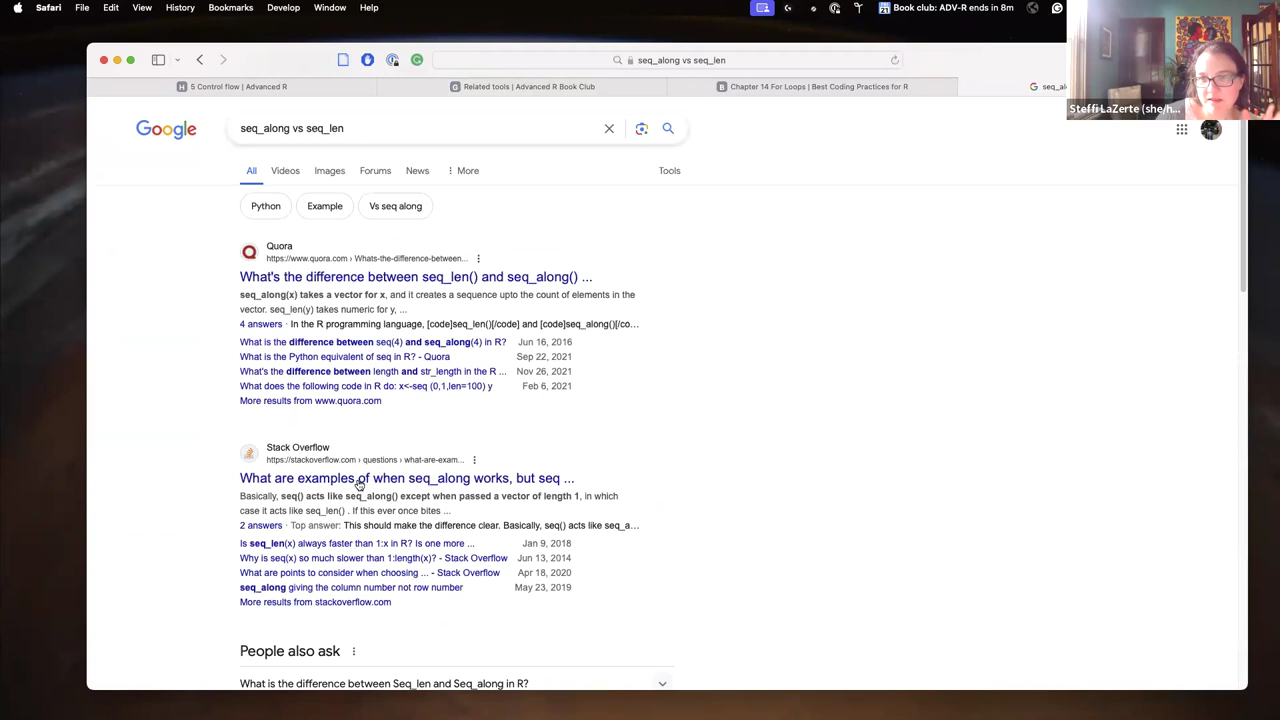 Safari File Edit View History Bookmarks Develop Window Help
21 Book club: ADV-R ends in 8m
seq_along vs seq_len
H 5 Control flow | Advanced R
G Related tools | Advanced R Book Club
B Chapter 14 For Loops | Best Coding Practices for R
G seq_al
Steffi LaZerte (she/h...
Google
seq_along vs seq_len
All Videos Images Forums News More Tools
Python Example Vs seq along
Quora
https://www.quora.com › Whats-the-difference-between...
What's the difference between seq_len() and seq_along() ...
seq_along(x) takes a vector for x, and it creates a sequence upto the count of elements in the
vector. seq_len(y) takes numeric for y, ...
4 answers · In the R programming language, [code]seq_len()[/code] and [code]seq_along()[/co...
What is the difference between seq(4) and seq_along(4) in R? Jun 16, 2016
What is the Python equivalent of seq in R? - Quora Sep 22, 2021
What's the difference between length and str_length in the R ... Nov 26, 2021
What does the following code in R do: x<-seq (0,1,len=100) y Feb 6, 2021
More results from www.quora.com
Stack Overflow
https://stackoverflow.com › questions › what-are-exam...
What are examples of when seq_along works, but seq ...
Basically, seq() acts like seq_along() except when passed a vector of length 1, in which
case it acts like seq_len() . If this ever once bites ...
2 answers · Top answer: This should make the difference clear. Basically, seq() acts like seq_a...
Is seq_len(x) always faster than 1:x in R? Is one more ... Jan 9, 2018
Why is seq(x) so much slower than 1:length(x)? - Stack Overflow Jun 13, 2014
What are points to consider when choosing ... - Stack Overflow Apr 18, 2020
seq_along giving the column number not row number May 23, 2019
More results from stackoverflow.com
People also ask
What is the difference between Seq_len and Seq_along in R?